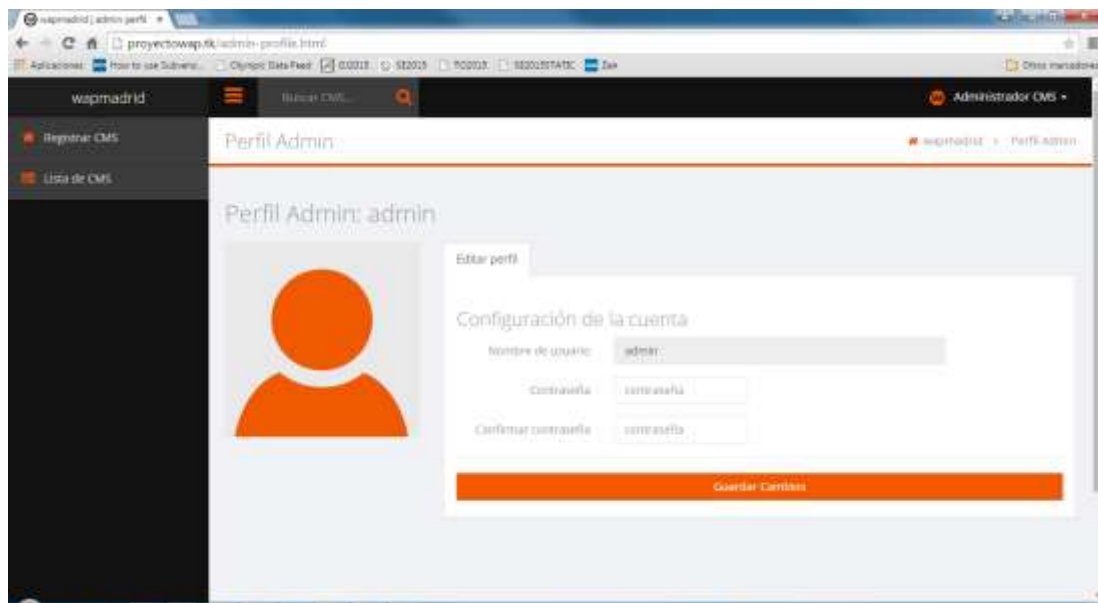 wapmadrid | admin perfil
proyectowap.tk/admin-profile.html
Aplicaciones How to use Subversi... Olympic Data Feed SE2015 Zen Otros marcadores
wapmadrid Buscar CMS... Administrador CMS
Registrar CMS
Perfil Admin wapmadrid Perfil Admin
Lista de CMS
Perfil Admin: admin
Editar perfil
Configuración de la cuenta
Nombre de usuario admin
Contraseña contraseña
Confirmar contraseña contraseña
Guardar Cambios